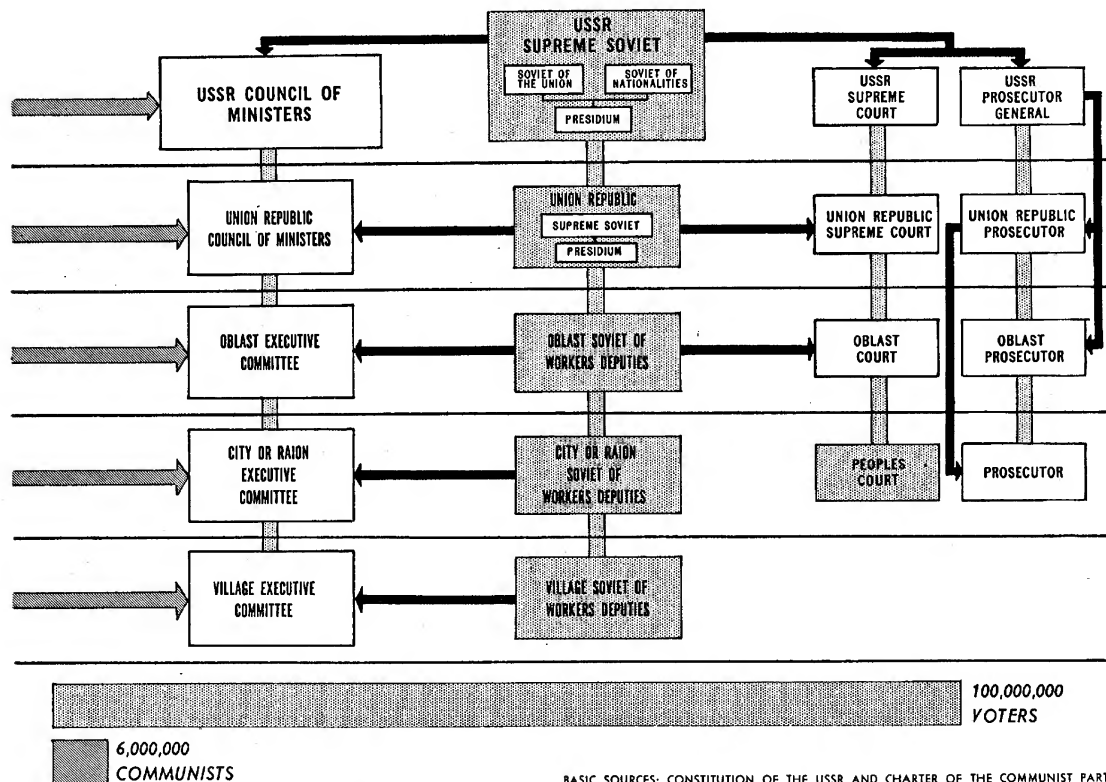 USSR
SUPREME SOVIET
SOVIET OF
THE UNION
SOVIET OF
NATIONALITIES
PRESIDIUM
USSR COUNCIL OF
MINISTERS
USSR
SUPREME
COURT
USSR
PROSECUTOR
GENERAL
UNION REPUBLIC
COUNCIL OF MINISTERS
UNION REPUBLIC
SUPREME SOVIET
PRESIDIUM
UNION REPUBLIC
SUPREME COURT
UNION REPUBLIC
PROSECUTOR
OBLAST EXECUTIVE
COMMITTEE
OBLAST SOVIET OF
WORKERS DEPUTIES
OBLAST
COURT
OBLAST
PROSECUTOR
CITY OR RAION
EXECUTIVE
COMMITTEE
CITY OR RAION
SOVIET OF
WORKERS DEPUTIES
PEOPLES
COURT
PROSECUTOR
VILLAGE EXECUTIVE
COMMITTEE
VILLAGE SOVIET OF
WORKERS DEPUTIES
100,000,000
VOTERS
6,000,000
COMMUNISTS
BASIC SOURCES: CONSTITUTION OF THE USSR AND CHARTER OF THE COMMUNIST PART